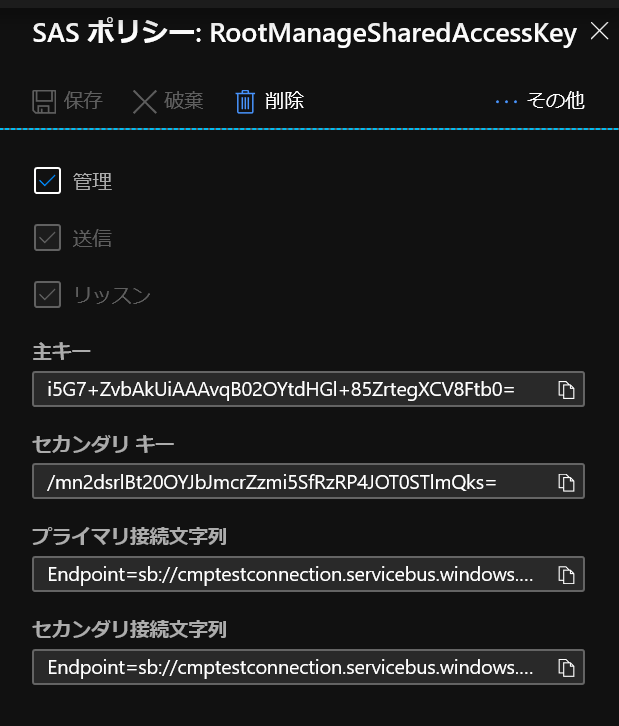 SAS ポリシー: RootManageSharedAccessKey
保存 破棄 削除 ... その他
管理
送信
リッスン
主キー
i5G7+ZvbAkUiAAAvqB02OYtdHGl+85ZrtegXCV8Ftb0=
セカンダリ キー
/mn2dsrlBt20OYJbJmcrZzmi5SfRzRP4JOT0STlmQks=
プライマリ接続文字列
Endpoint=sb://cmptestconnection.servicebus.windows....
セカンダリ接続文字列
Endpoint=sb://cmptestconnection.servicebus.windows....